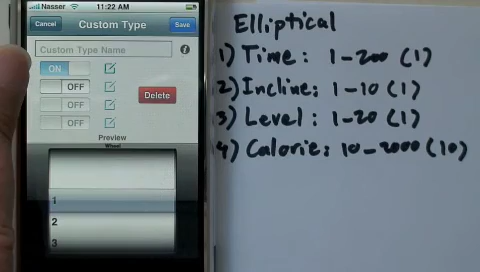 Nasser 11:22 AM
Cancel Custom Type Save
Custom Type Name
ON
OFF
OFF
OFF
Delete
Preview
Wheel
1
2
3
Elliptical
1) Time : 1-200 (1)
2) Incline: 1-10 (1)
3) Level : 1-20 (1)
4) Calorie: 10-2000 (10)